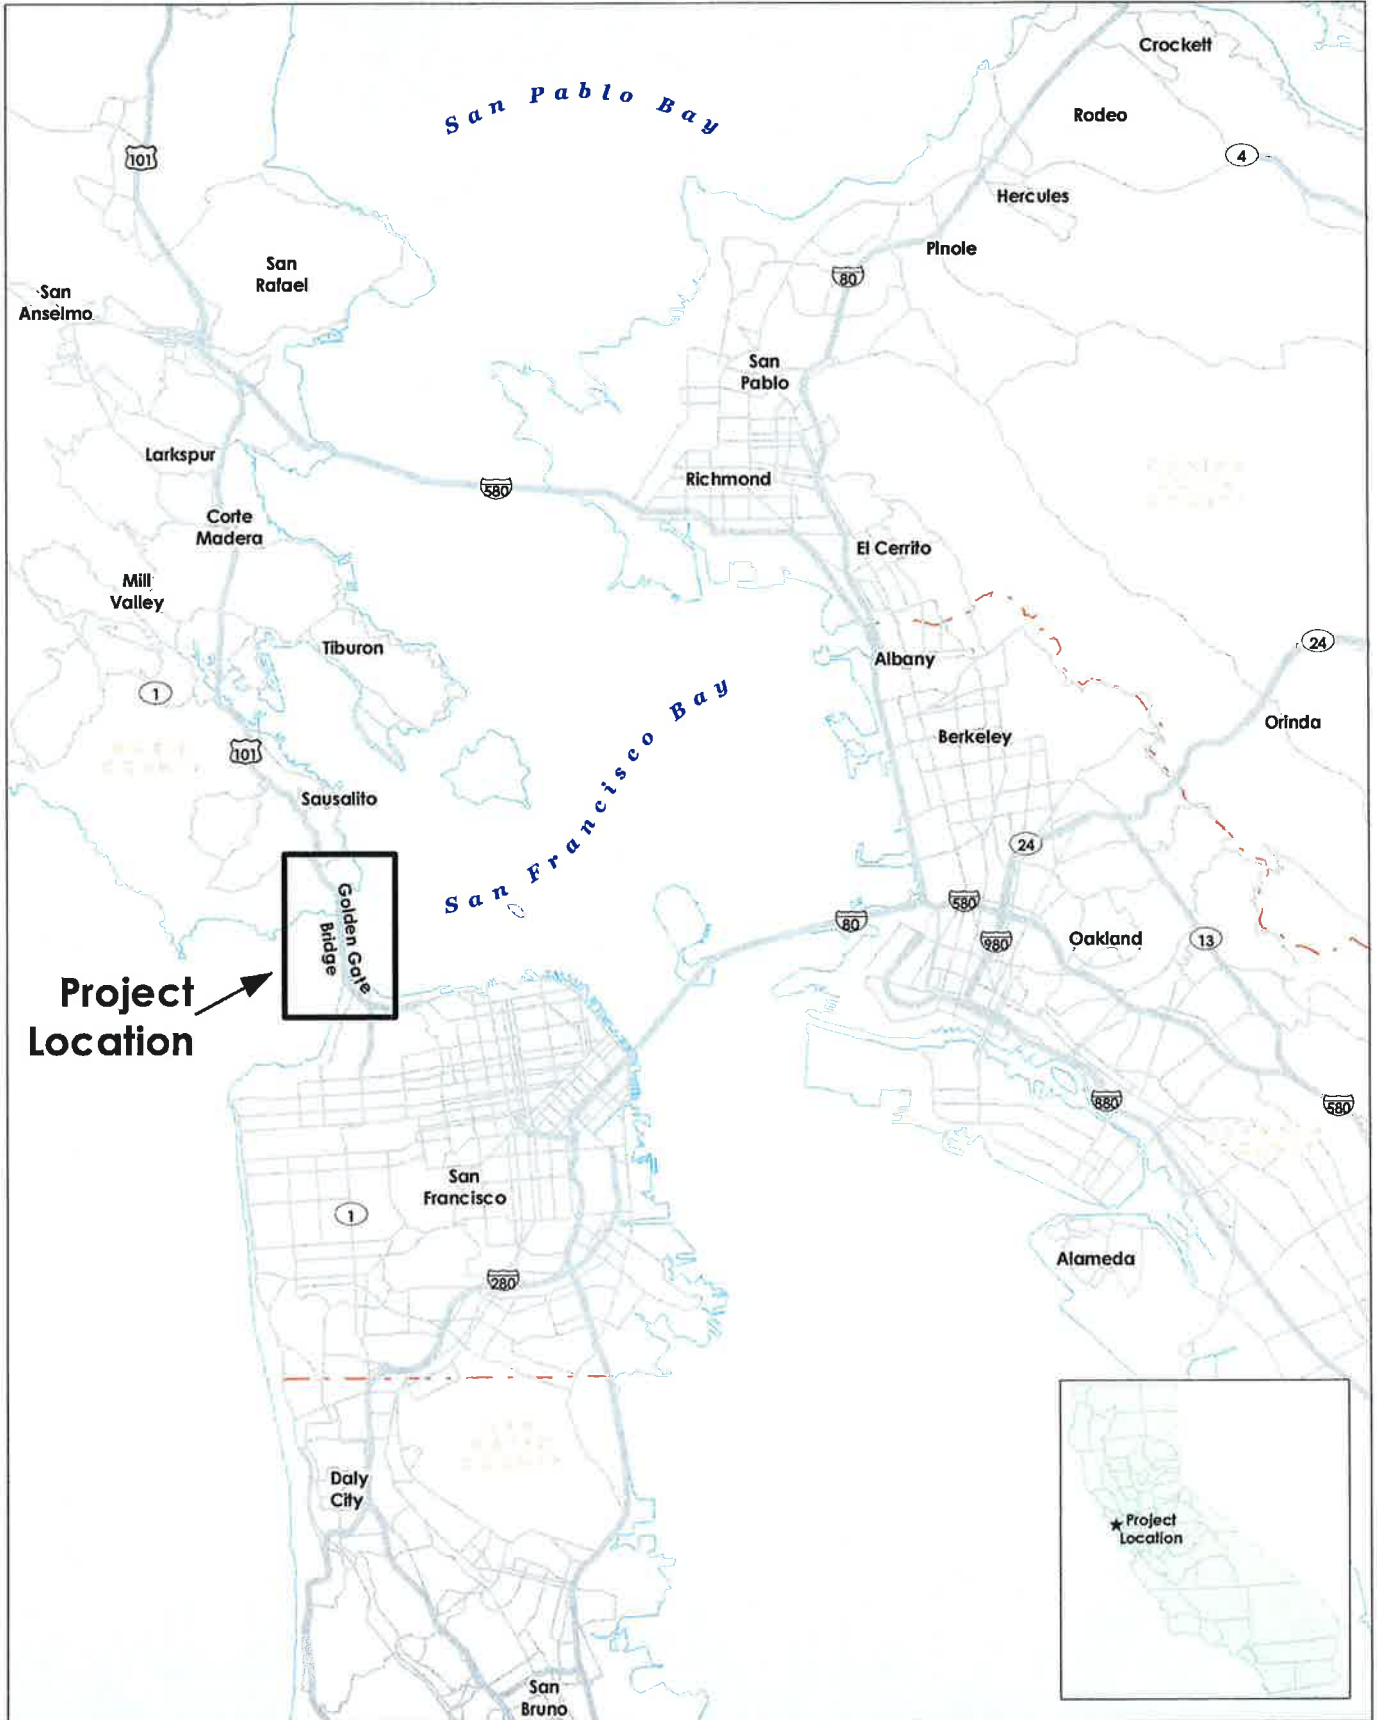 Crockett
San Pablo Bay
Rodeo
101
4
Hercules
Pinole
San
Rafael
80
San
Anselmo
San
Pablo
Larkspur
Richmond
580
Corte
Madera
El Cerrito
Mill
Valley
24
Tiburon
Albany
1
San Francisco Bay
Orinda
Berkeley
101
Sausalito
24
Golden Gate
Bridge
580
80
980
Oakland
13
Project
Location
880
580
San
Francisco
1
Alameda
280
Daly
City
Project
Location
San
Bruno